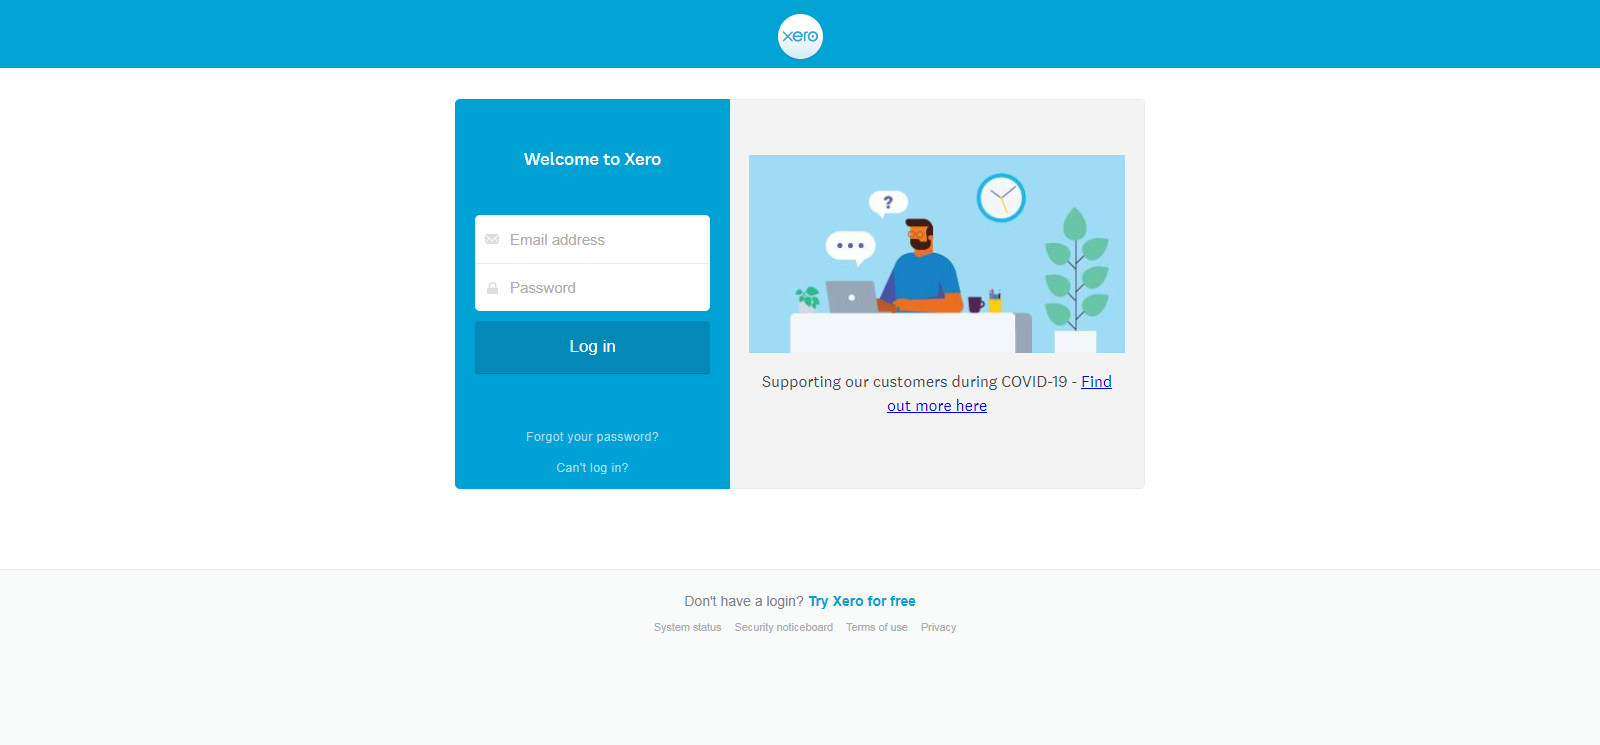 xero
Welcome to Xero
Email address
Password
Log in
Forgot your password?
Can't log in?
?
Supporting our customers during COVID-19 - Find
out more here
Don't have a login? Try Xero for free
System status Security noticeboard Terms of use Privacy